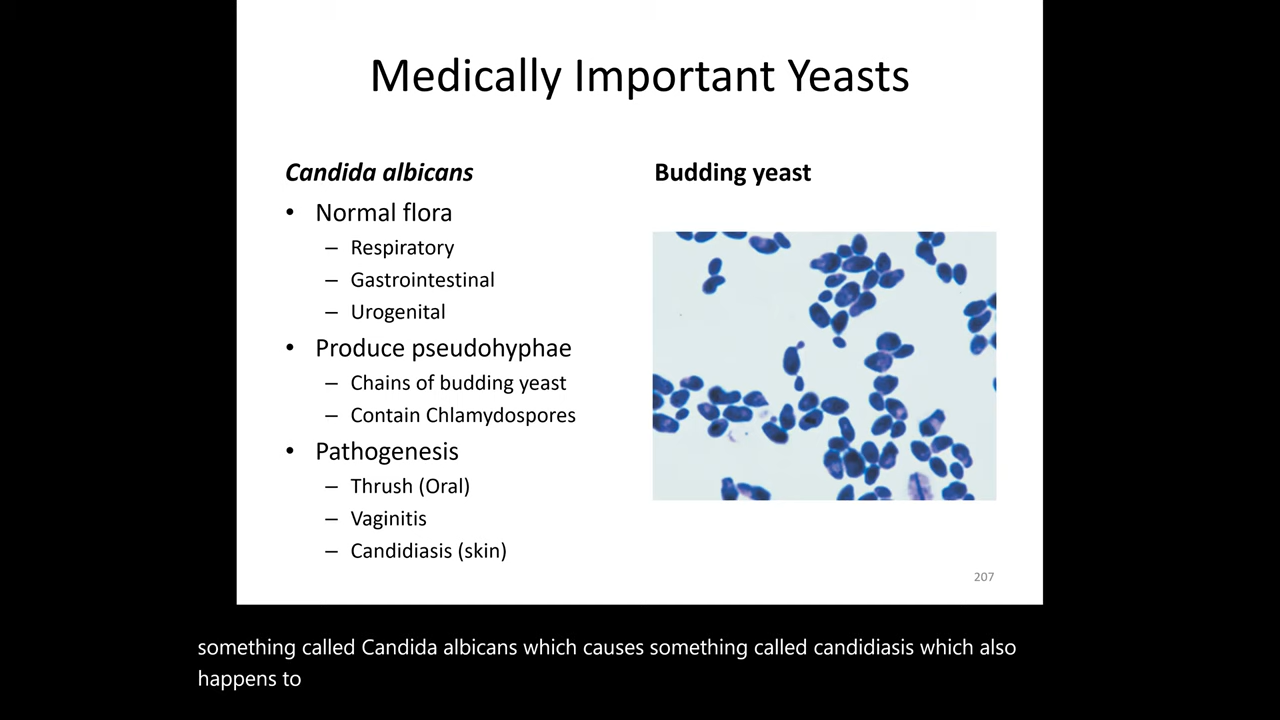 Medically Important Yeasts
Candida albicans
• Normal flora
– Respiratory
– Gastrointestinal
– Urogenital
• Produce pseudohyphae
– Chains of budding yeast
– Contain Chlamydospores
• Pathogenesis
– Thrush (Oral)
– Vaginitis
– Candidiasis (skin)
Budding yeast
207
something called Candida albicans which causes something called candidiasis which also
happens to